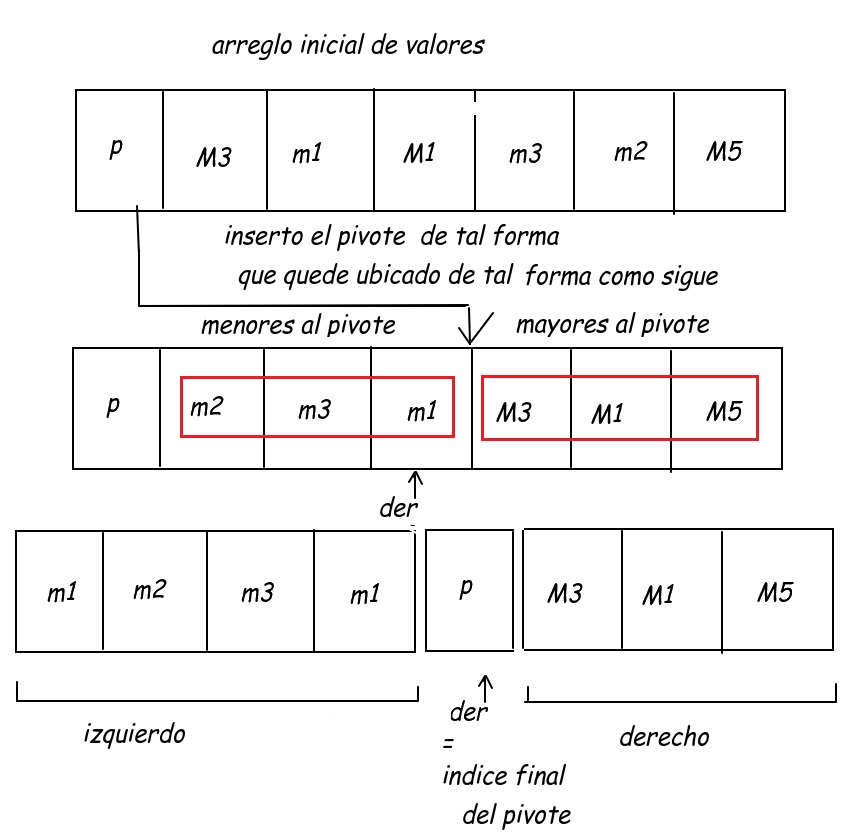 arreglo inicial de valores
p M3 m1 M1 m3 m2 M5
inserto el pivote de tal forma
que quede ubicado de tal forma como sigue
menores al pivote mayores al pivote
p m2 m3 m1 M3 M1 M5
der
m1 m2 m3 m1 p M3 M1 M5
izquierdo der derecho
=
indice final
del pivote